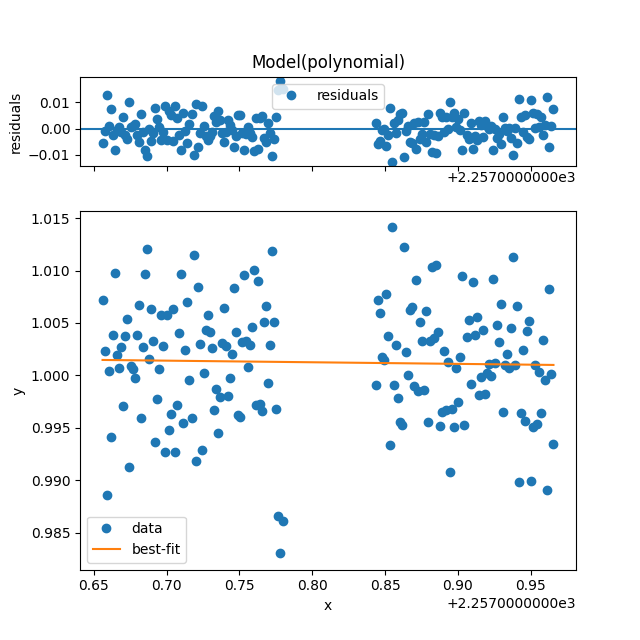 Model(polynomial)
residuals
0.01
0.00
−0.01
residuals
+2.2570000000e3
1.015
1.010
1.005
1.000
0.995
0.990
0.985
y
data
best-fit
0.65 0.70 0.75 0.80 0.85 0.90 0.95
x
+2.2570000000e3